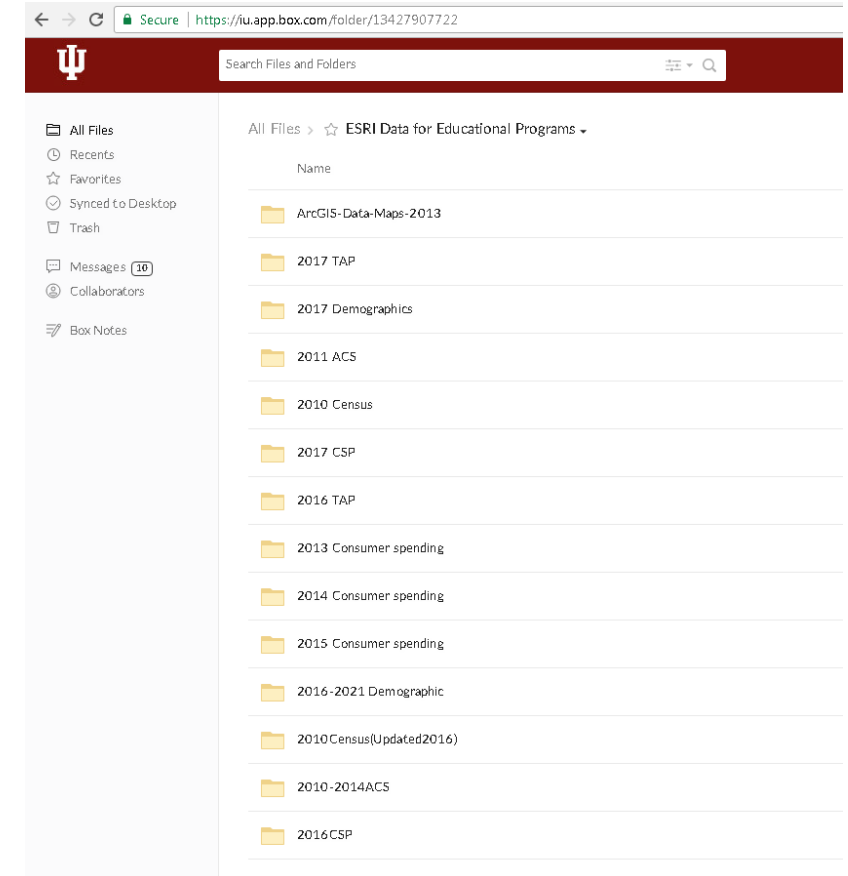 Secure | https://iu.app.box.com/folder/13427907722
Search Files and Folders
All Files
Recents
Favorites
Synced to Desktop
Trash
Messages 10
Collaborators
Box Notes
All Files > ESRI Data for Educational Programs
Name
ArcGIS-Data-Maps-2013
2017 TAP
2017 Demographics
2011 ACS
2010 Census
2017 CSP
2016 TAP
2013 Consumer spending
2014 Consumer spending
2015 Consumer spending
2016-2021 Demographic
2010Census(Updated2016)
2010-2014ACS
2016CSP